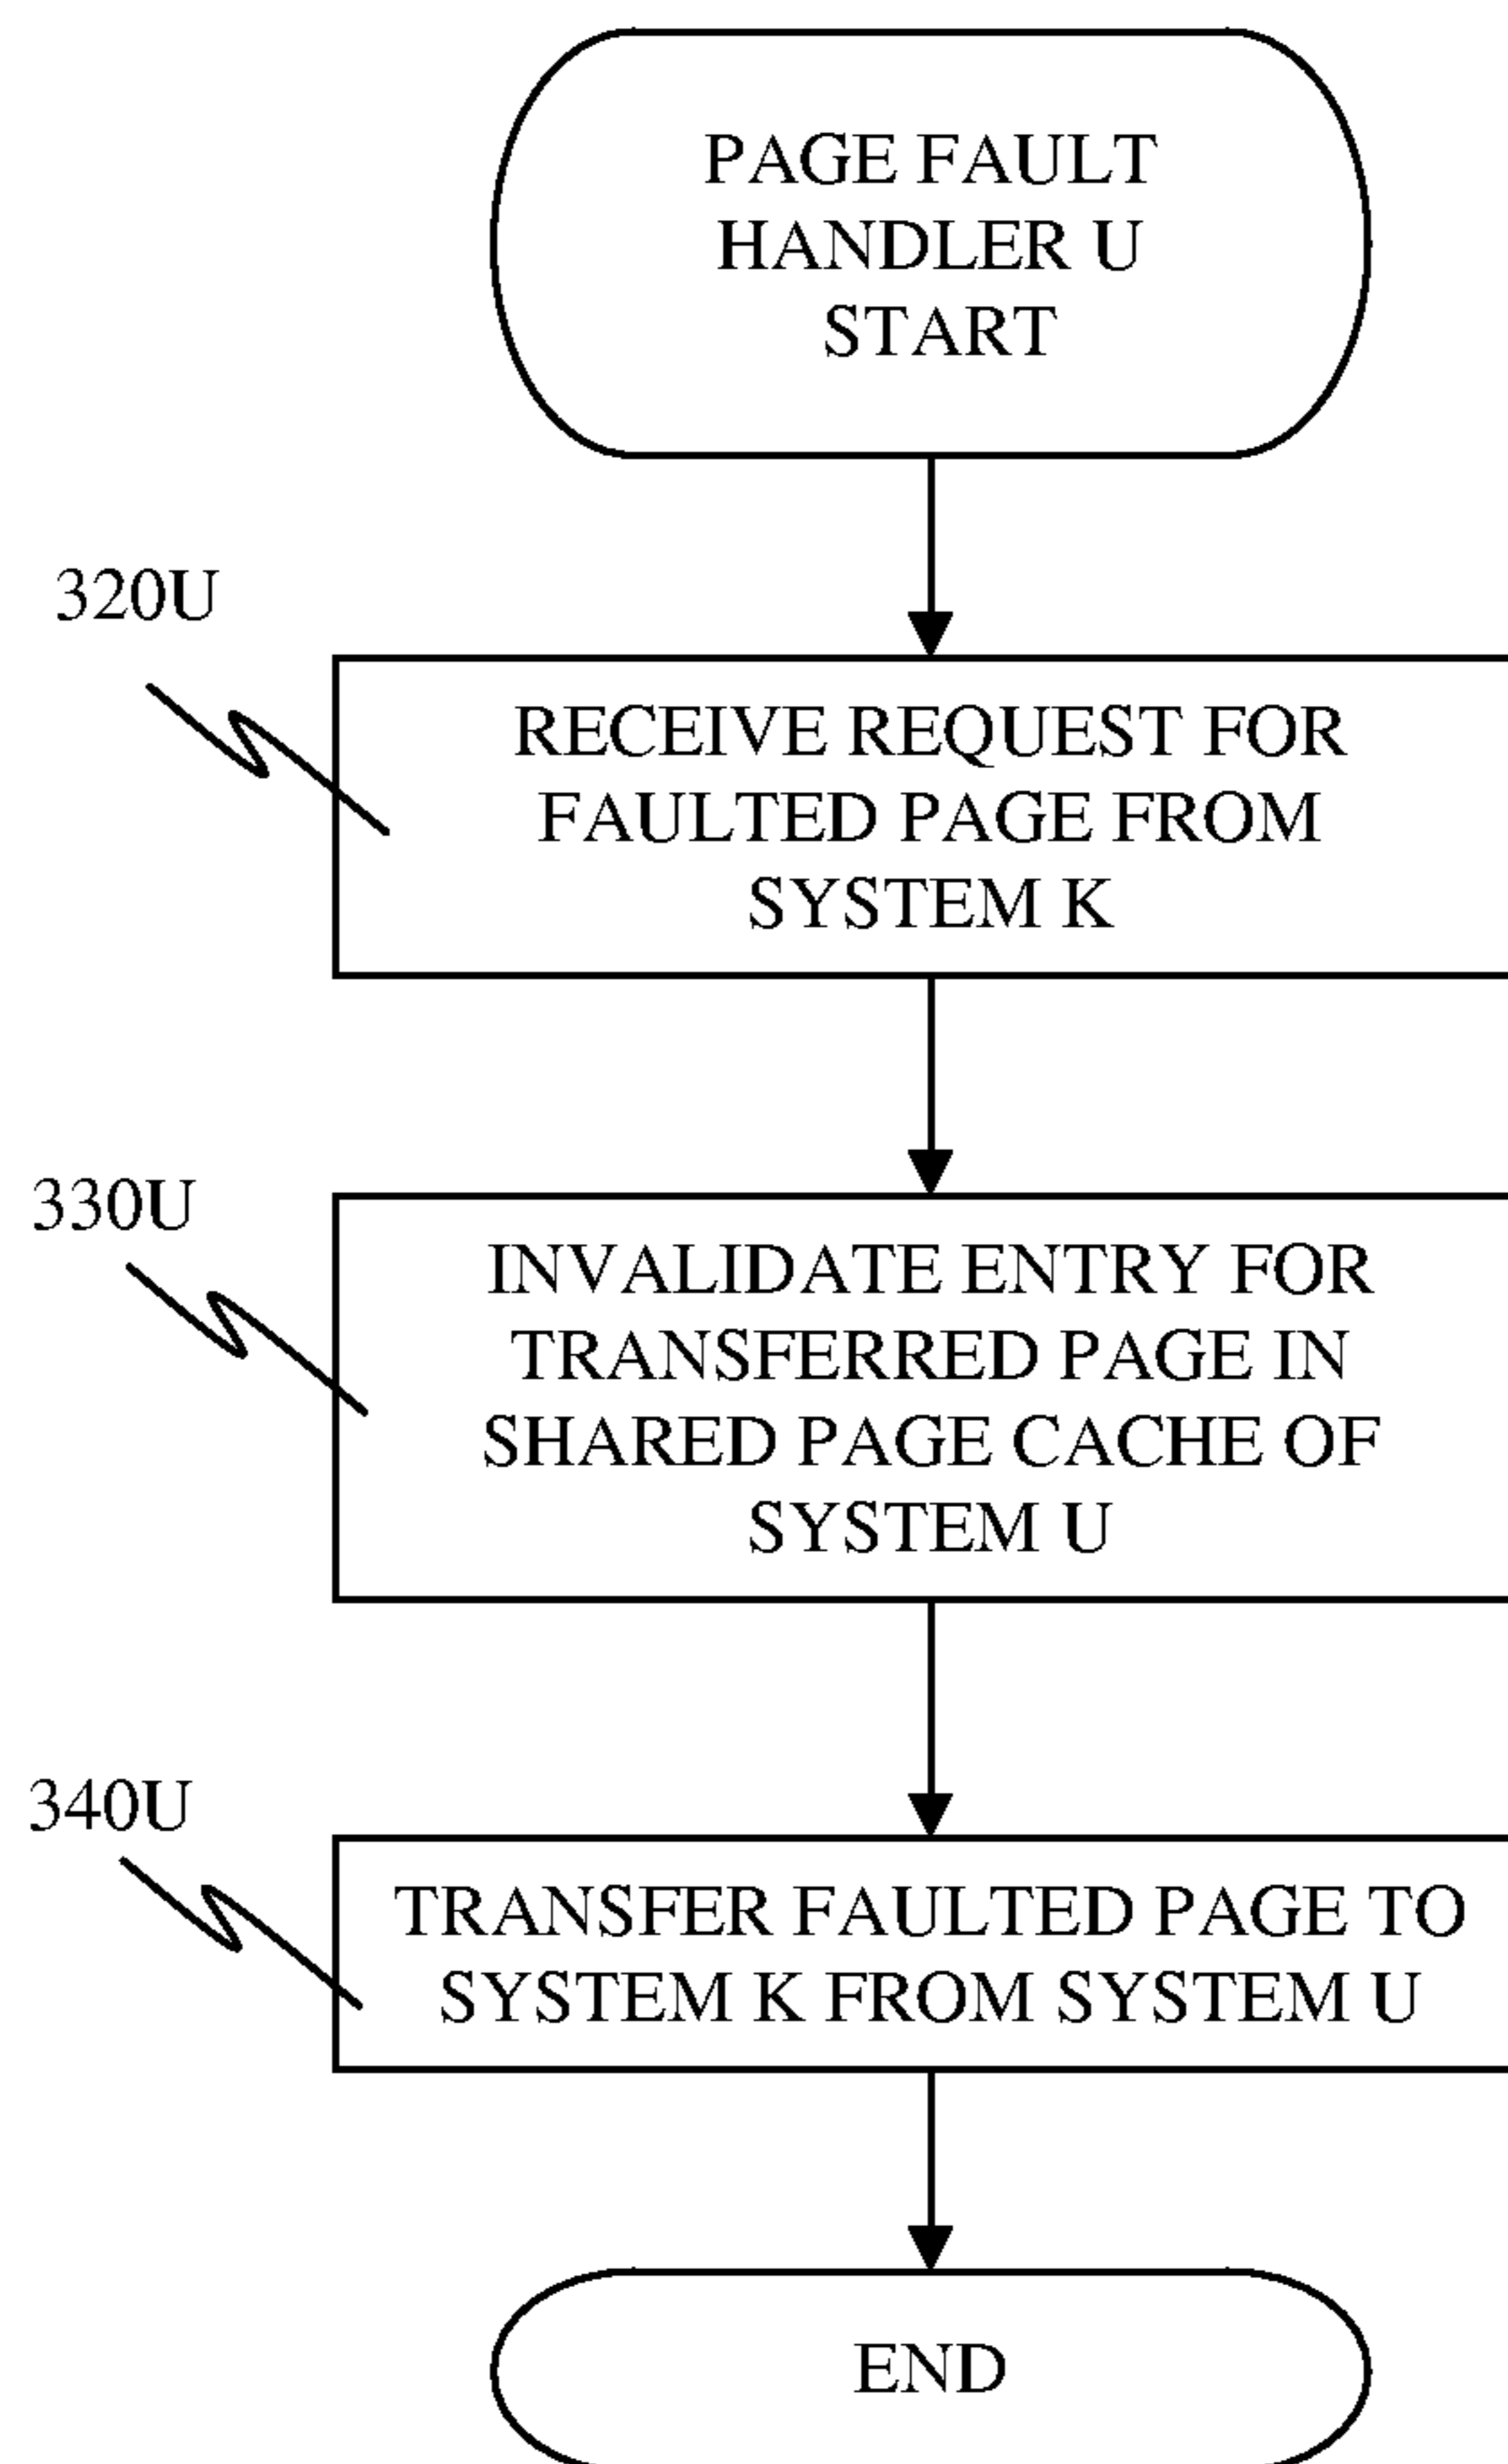 PAGE FAULT
HANDLER U
START
320U
RECEIVE REQUEST FOR
FAULTED PAGE FROM
SYSTEM K
330U
INVALIDATE ENTRY FOR
TRANSFERRED PAGE IN
SHARED PAGE CACHE OF
SYSTEM U
340U
TRANSFER FAULTED PAGE TO
SYSTEM K FROM SYSTEM U
END